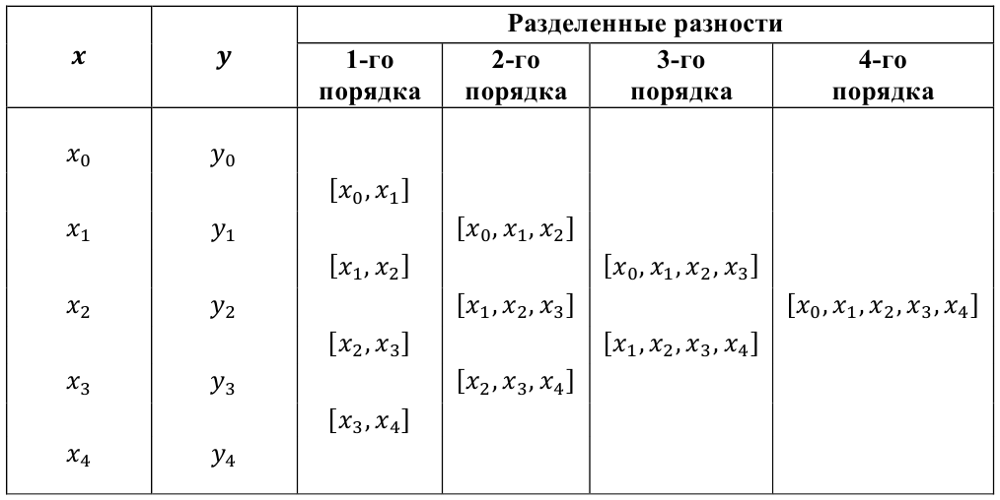 x y Разделенные разности
1-го порядка 2-го порядка 3-го порядка 4-го порядка
x₀ y₀
[x₀, x₁]
x₁ y₁ [x₀, x₁, x₂]
[x₁, x₂] [x₀, x₁, x₂, x₃]
x₂ y₂ [x₁, x₂, x₃] [x₀, x₁, x₂, x₃, x₄]
[x₂, x₃] [x₁, x₂, x₃, x₄]
x₃ y₃ [x₂, x₃, x₄]
[x₃, x₄]
x₄ y₄